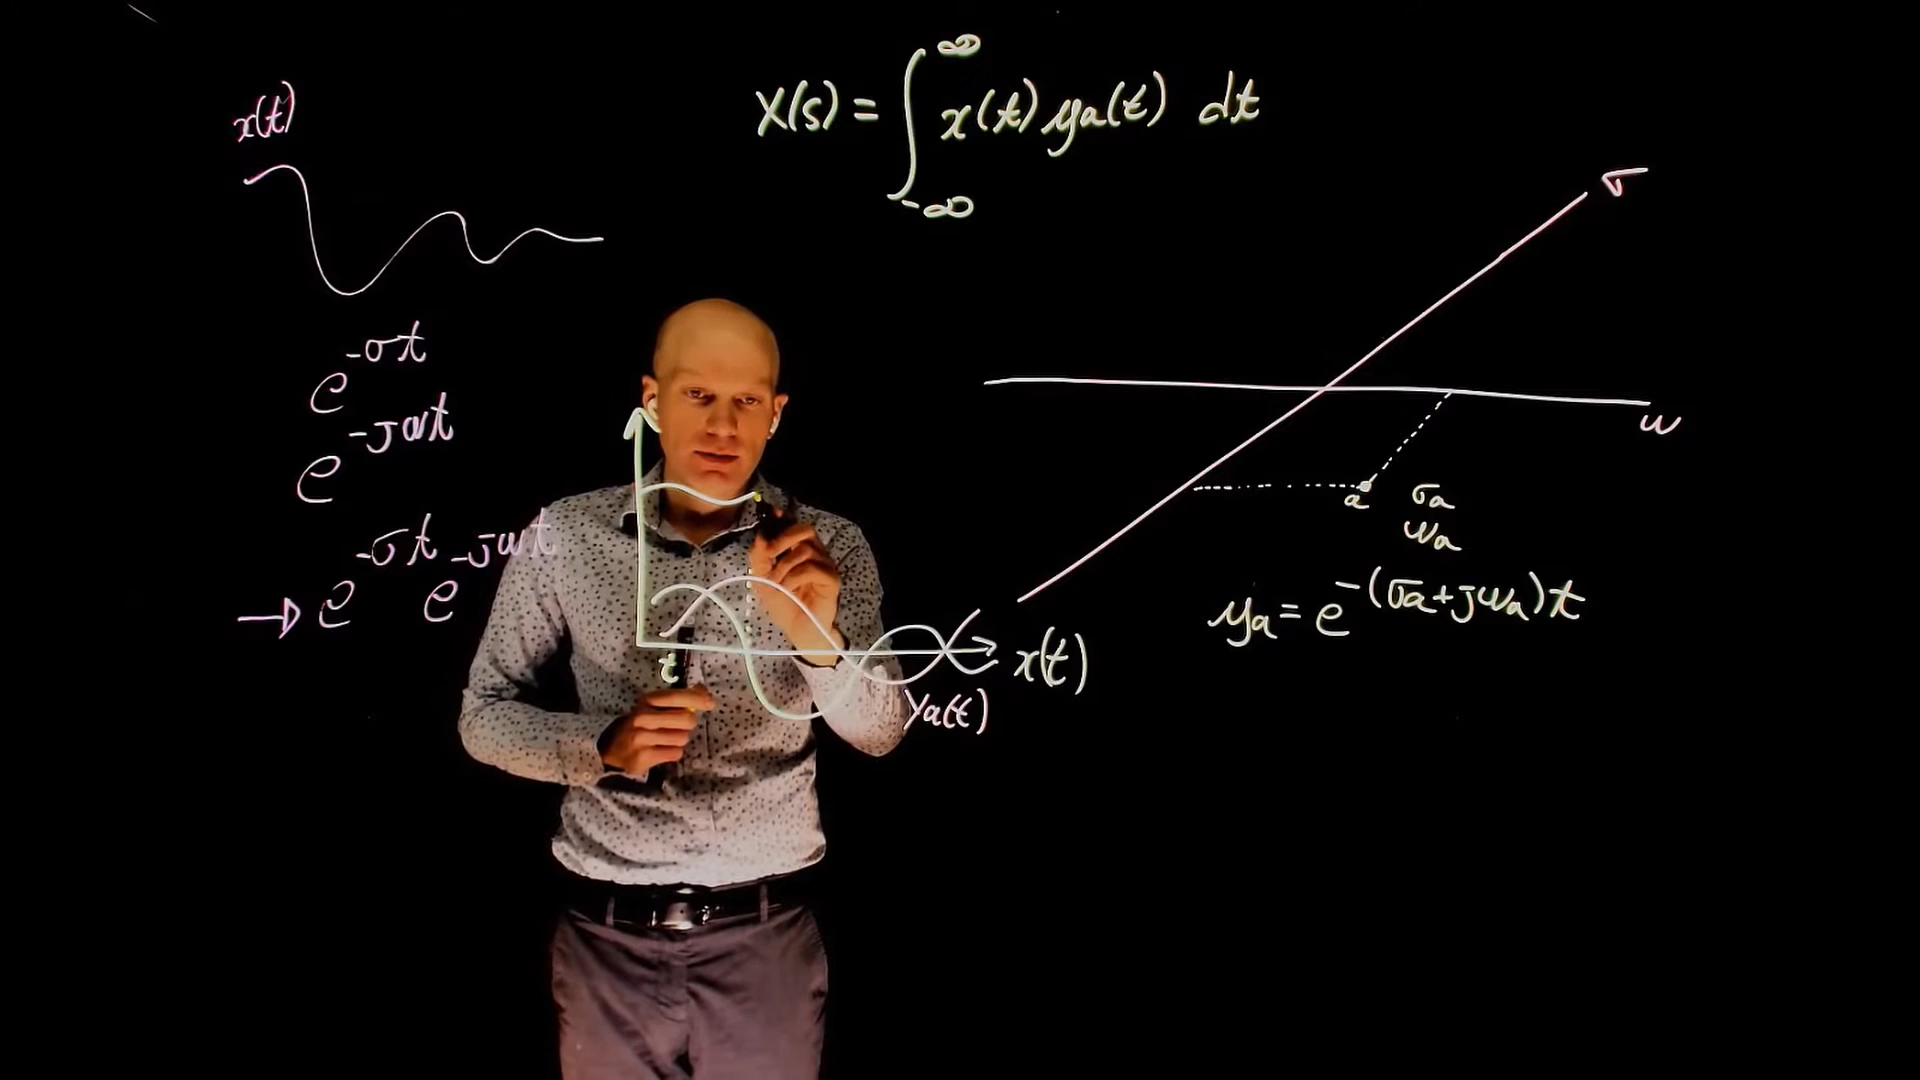 x(t)
X(s) = ∫_{-∞}^{∞} x(t) ya(t) dt
σ
e^{-σt}
e^{-jωt}
ω
a σa
ωa
→ e^{-σt} e^{-jωt}
ya = e^{-(σa+jωa)t}
t
x(t)
ya(t)